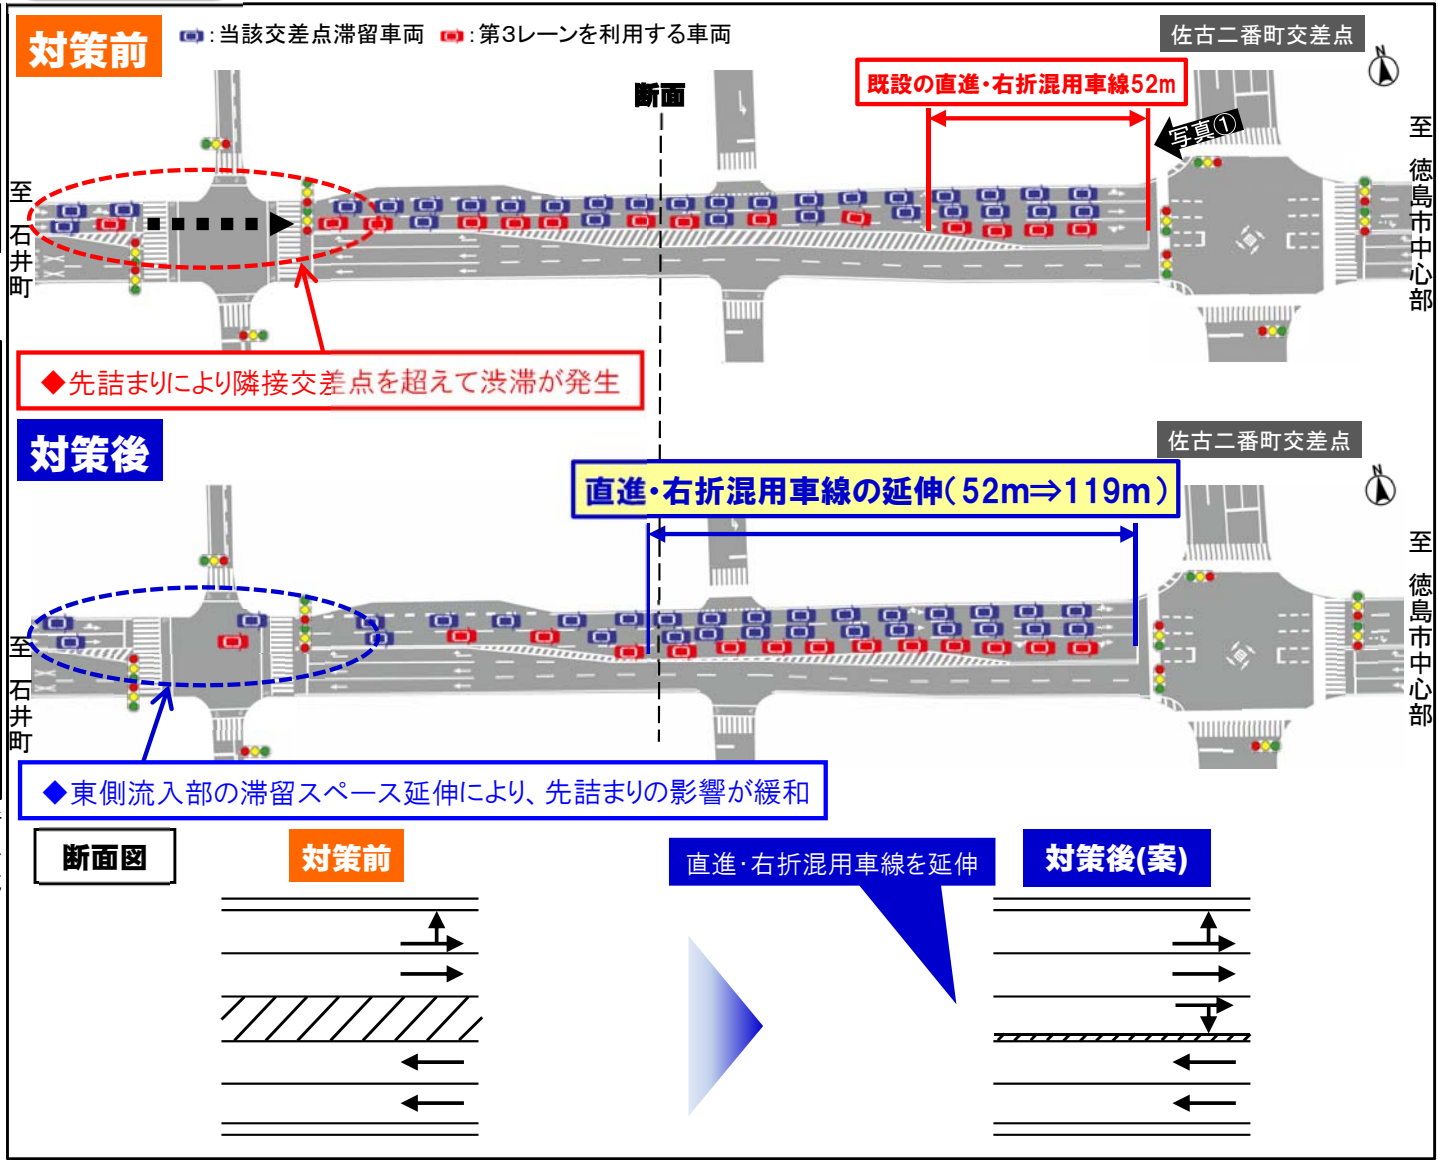 対策前
:当該交差点滞留車両
:第3レーンを利用する車両
佐古二番町交差点
N
断面
既設の直進・右折混用車線52m
写真①
至 石井町
至 徳島市中心部
◆先詰まりにより隣接交差点を超えて渋滞が発生
対策後
佐古二番町交差点
N
直進・右折混用車線の延伸(52m⇒119m)
至 石井町
至 徳島市中心部
◆東側流入部の滞留スペース延伸により、先詰まりの影響が緩和
断面図
対策前
直進・右折混用車線を延伸
対策後(案)